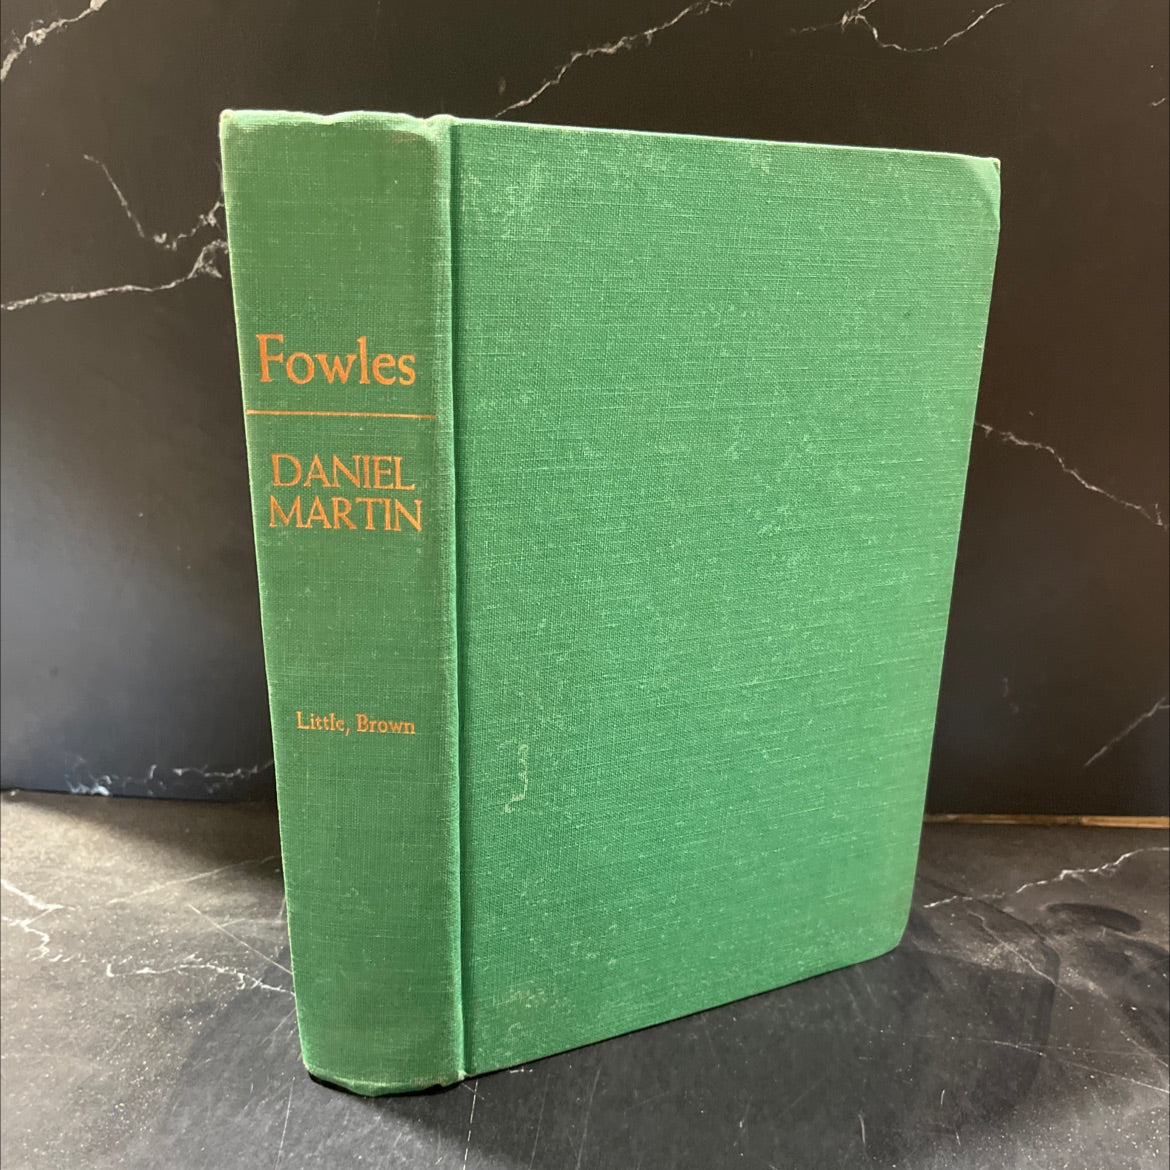 Fowles
DANIEL
MARTIN
Little, Brown